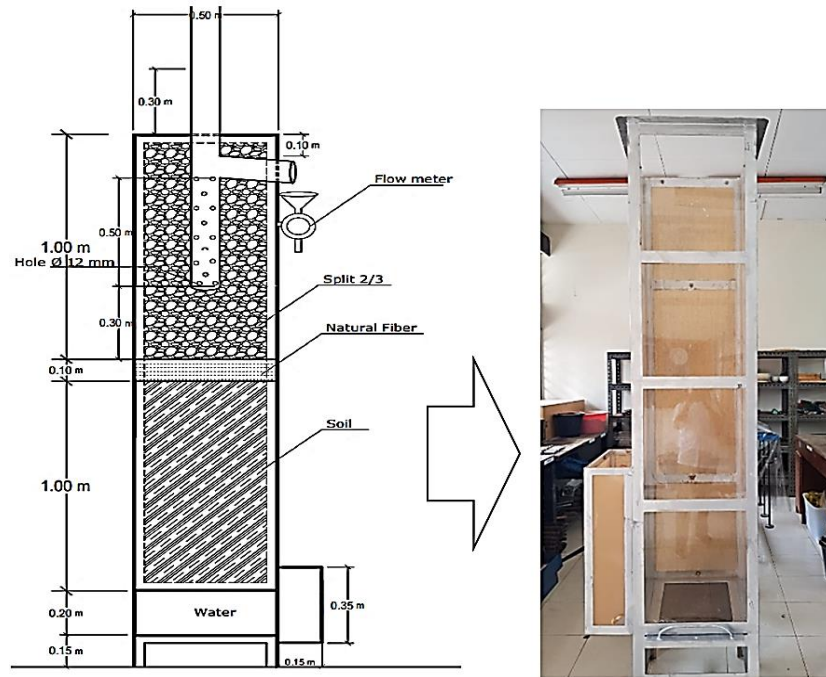 0.50 m
0.30 m
0.10 m
Flow meter
0.50 m
1.00 m
Hole Ø 12 mm
Split 2/3
0.30 m
Natural Fiber
0.10 m
Soil
1.00 m
Water
0.20 m
0.35 m
0.15 m
0.15 m